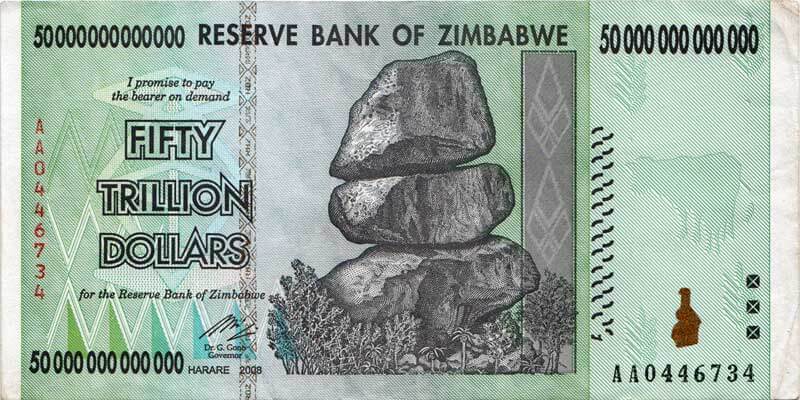 50000000000000
RESERVE BANK OF ZIMBABWE
50 000 000 000 000
I promise to pay
the bearer on demand
FIFTY
TRILLION
DOLLARS
for the Reserve Bank of Zimbabwe
AA0446734
Dr. G. Gono
Governor
50 000 000 000 000
HARARE 2008
AA0446734